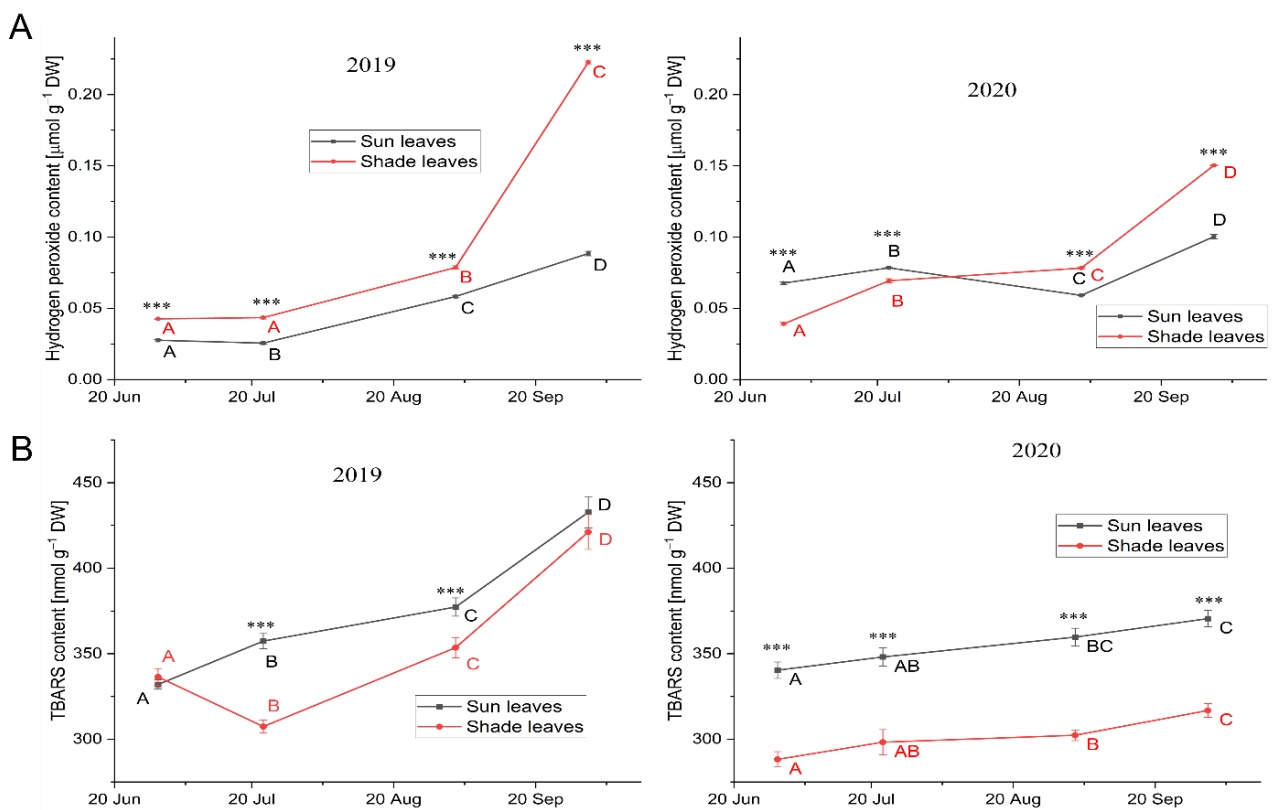 A
Hydrogen peroxide content [μmol g⁻¹ DW]
0.20
0.15
0.10
0.05
0.00
2019
Sun leaves
Shade leaves
***
***
***
***
A
A
B
C
A
B
C
D
20 Jun
20 Jul
20 Aug
20 Sep
Hydrogen peroxide content [μmol g⁻¹ DW]
0.20
0.15
0.10
0.05
0.00
2020
***
***
***
***
A
B
C
D
A
B
C
D
Sun leaves
Shade leaves
20 Jun
20 Jul
20 Aug
20 Sep
B
TBARS content [nmol g⁻¹ DW]
450
400
350
300
2019
***
***
A
B
C
D
A
B
C
D
Sun leaves
Shade leaves
20 Jun
20 Jul
20 Aug
20 Sep
TBARS content [nmol g⁻¹ DW]
450
400
350
300
2020
Sun leaves
Shade leaves
***
***
***
***
A
AB
BC
C
A
AB
B
C
20 Jun
20 Jul
20 Aug
20 Sep